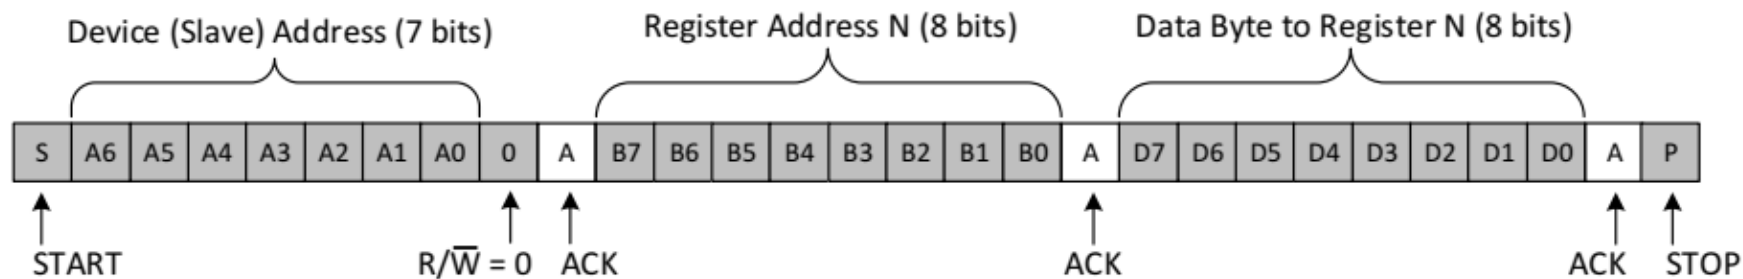 Device (Slave) Address (7 bits) Register Address N (8 bits) Data Byte to Register N (8 bits)
S A6 A5 A4 A3 A2 A1 A0 0 A B7 B6 B5 B4 B3 B2 B1 B0 A D7 D6 D5 D4 D3 D2 D1 D0 A P
START R/W̅ = 0 ACK ACK ACK STOP